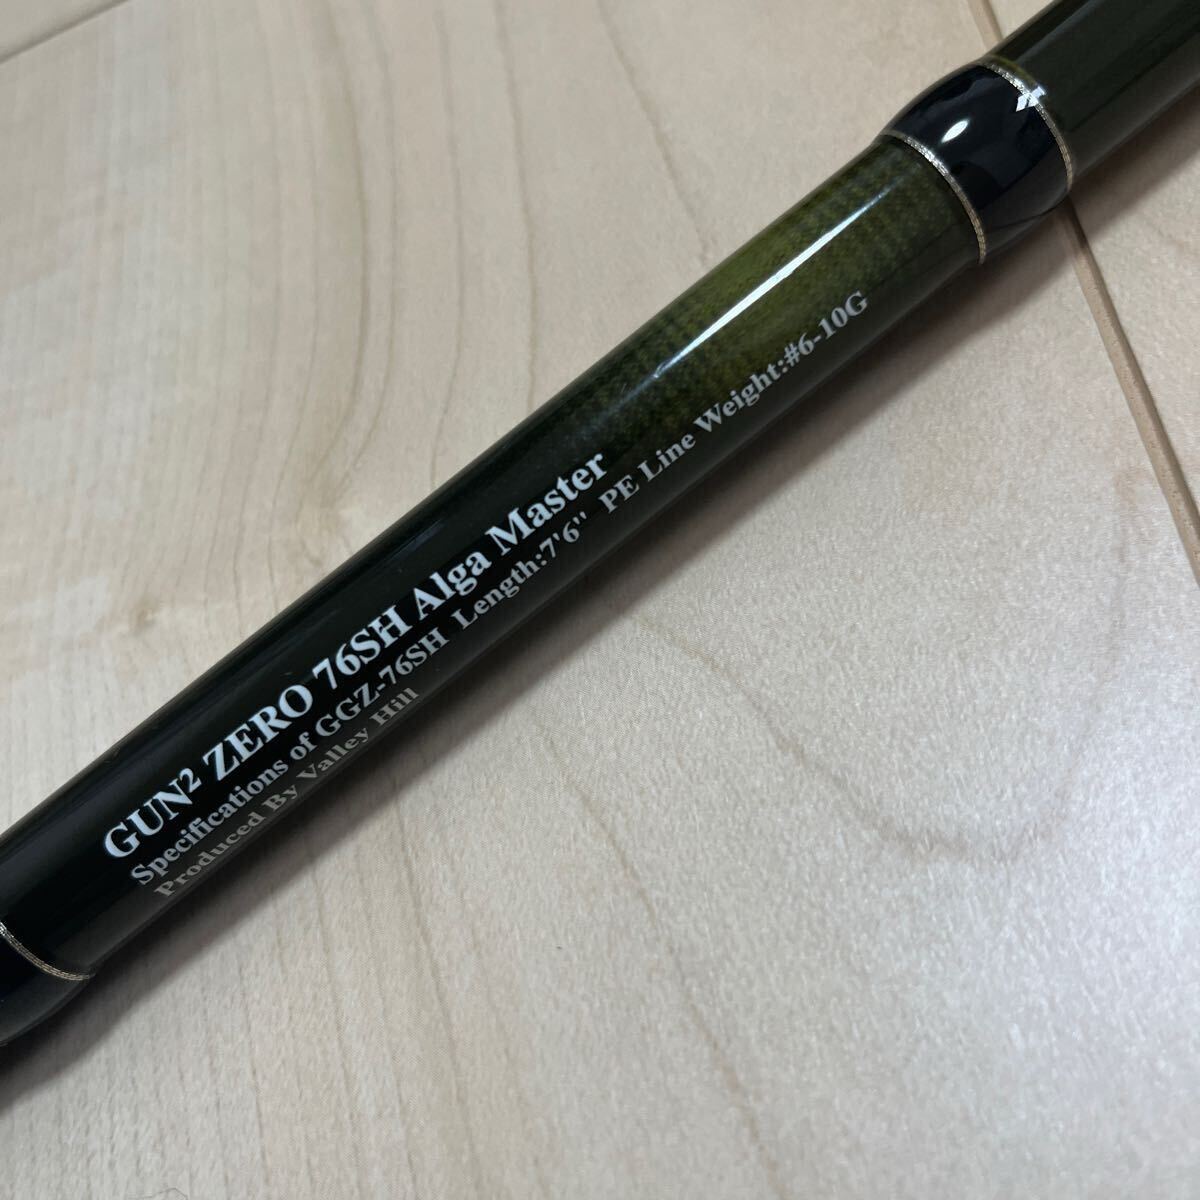 GUN² ZERO 76SH Alga Master
Specifications of GGZ-76SH Length:7'6" PE Line Weight:#6-10G
Produced By Valley Hill